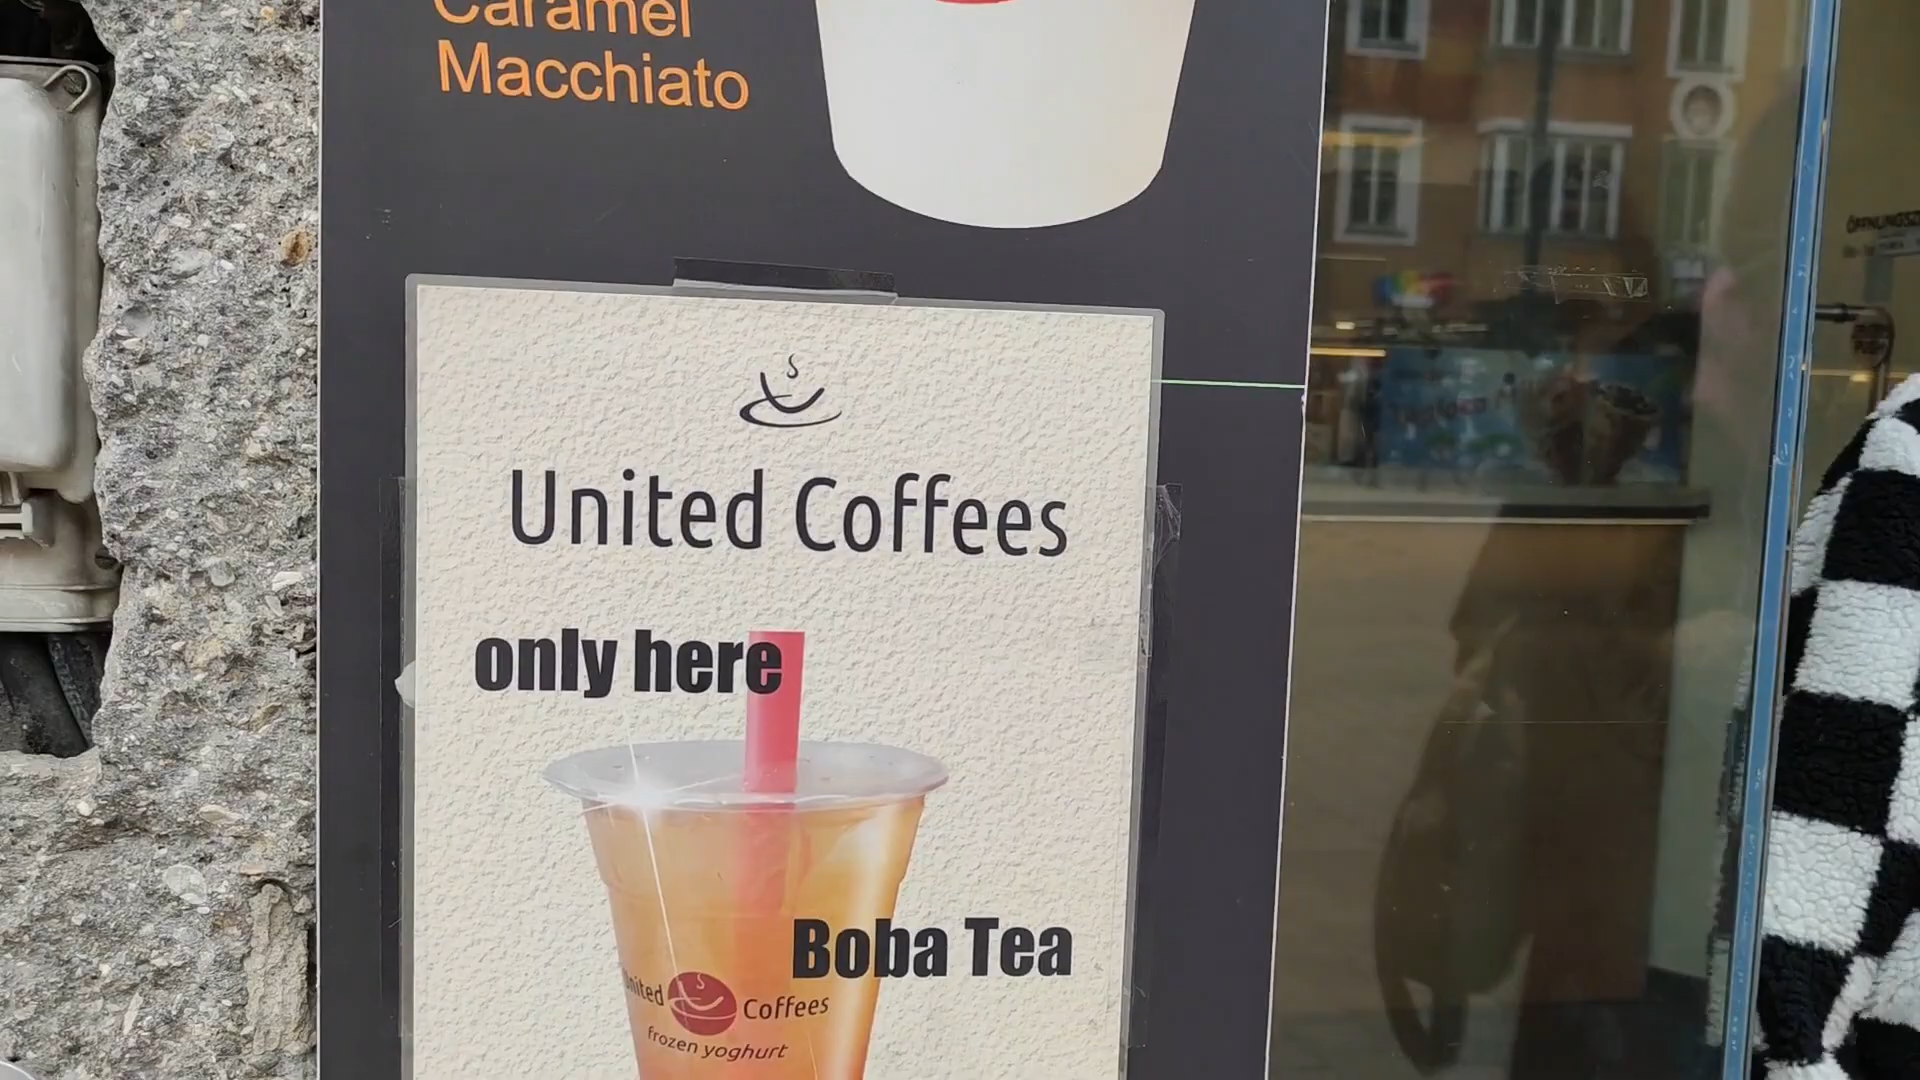 Caramel
Macchiato
United Coffees
only here
Boba Tea
United Coffees
frozen yoghurt